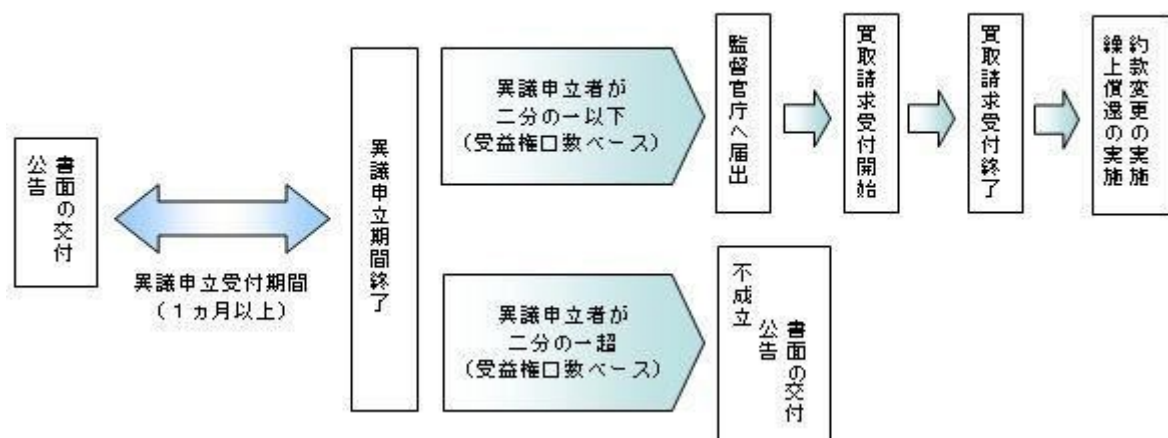 公告
書面の交付
異議申立受付期間
（１ヵ月以上）
異議申立期間終了
異議申立者が
二分の一以下
（受益権口数ベース）
監督官庁へ届出
買取請求受付開始
買取請求受付終了
約款変更の実施
繰上償還の実施
異議申立者が
二分の一超
（受益権口数ベース）
不成立
公告
書面の交付